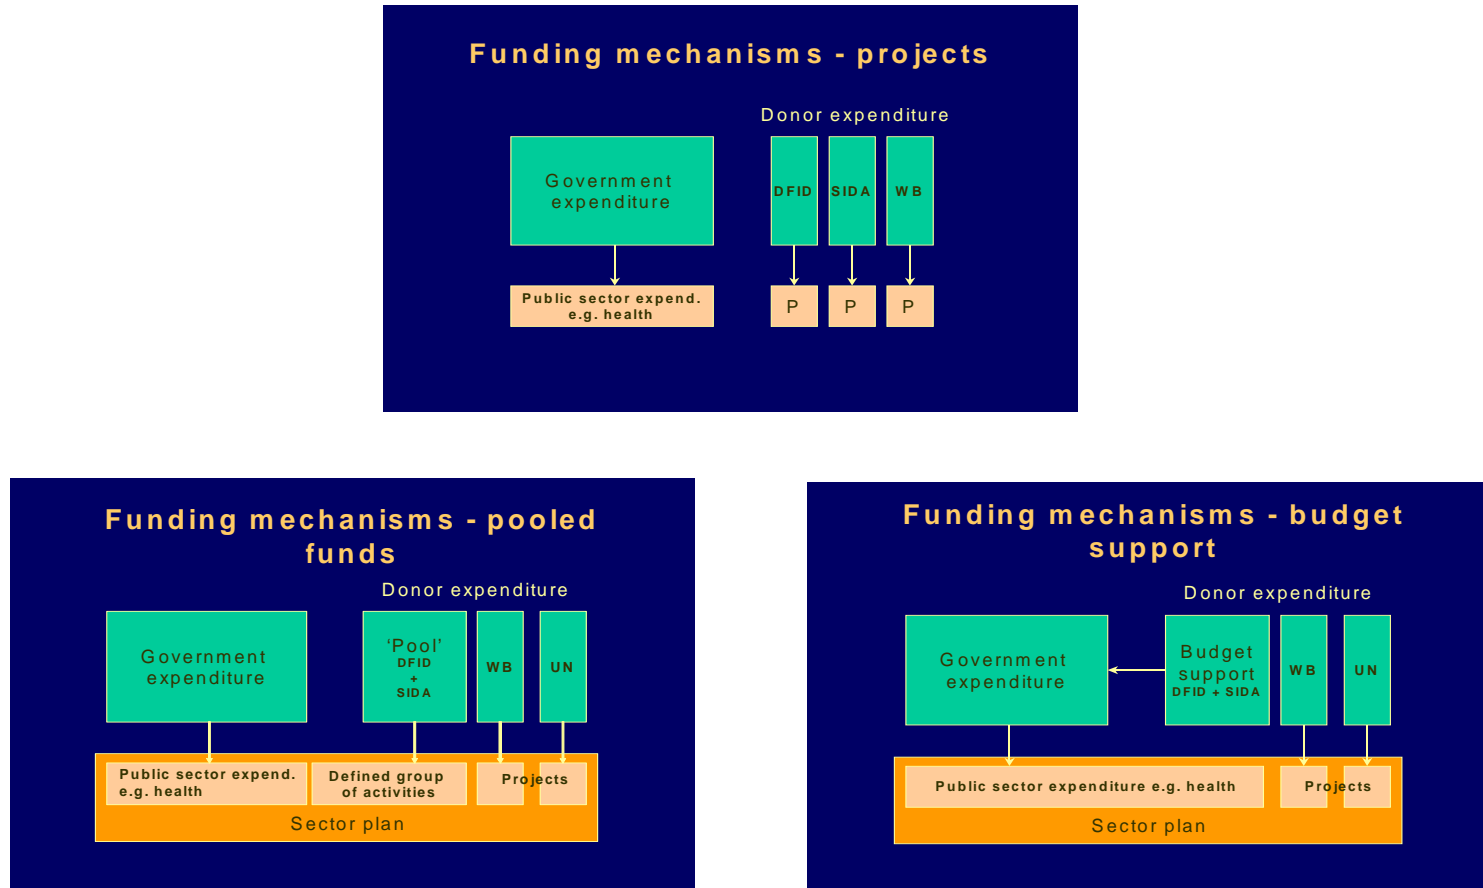 Funding mechanisms - projects
Donor expenditure
Government
expenditure
DFID
SIDA
WB
Public sector expend.
e.g. health
P
P
P
Funding mechanisms - pooled
funds
Donor expenditure
Government
expenditure
‘Pool’
DFID
+
SIDA
WB
UN
Public sector expend.
e.g. health
Defined group
of activities
Projects
Sector plan
Funding mechanisms - budget
support
Donor expenditure
Government
expenditure
Budget
support
DFID + SIDA
WB
UN
Public sector expenditure e.g. health
Projects
Sector plan